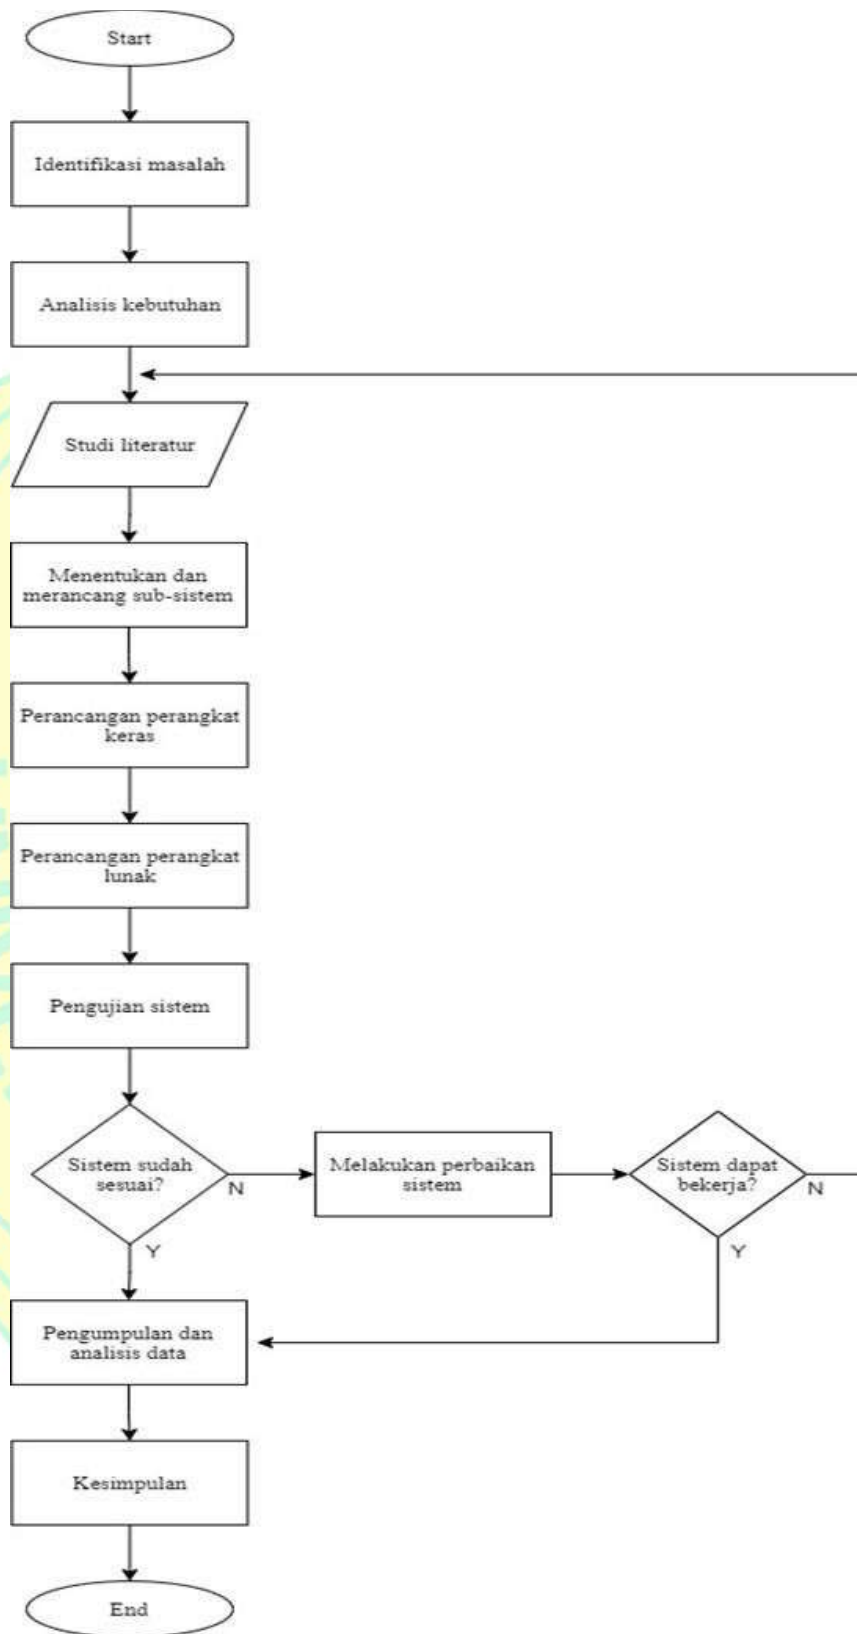 Start
Identifikasi masalah
Analisis kebutuhan
Studi literatur
Menentukan dan
merancang sub-sistem
Perancangan perangkat
keras
Perancangan perangkat
lunak
Pengujian sistem
Sistem sudah
sesuai?
N
Y
Melakukan perbaikan
sistem
Sistem dapat
bekerja?
N
Y
Pengumpulan dan
analisis data
Kesimpulan
End